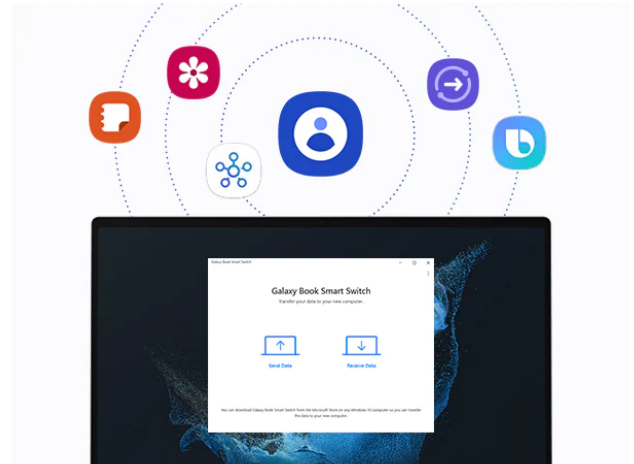 Galaxy Book Smart Switch
Galaxy Book Smart Switch
Transfer your data to your new computer.
Send Data
Receive Data
You can download Galaxy Book Smart Switch from the Microsoft Store on any Windows 10 computer so you can transfer
the data to your new computer.